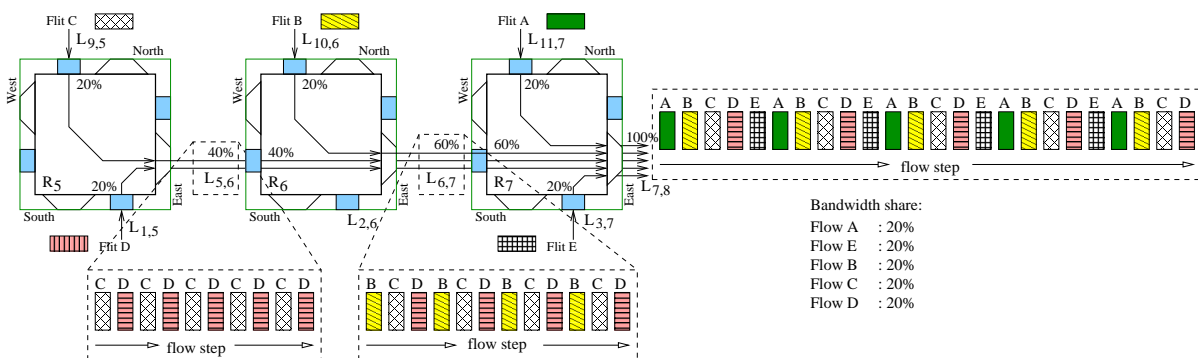 Flit C
Flit B
Flit A
L9,5
L10,6
L11,7
North
North
North
West
West
West
20%
20%
20%
A B C D E A B C D E A B C D E A B C D E A B C D
100%
flow step
40%
40%
60%
60%
R5
L5,6
R6
L6,7
R7
L7,8
20%
20%
East
East
East
South
South
South
L1,5
L2,6
L3,7
Flit D
Flit E
Bandwidth share:
Flow A : 20%
Flow E : 20%
Flow B : 20%
Flow C : 20%
Flow D : 20%
C D C D C D C D C D
flow step
B C D B C D B C D B C D
flow step